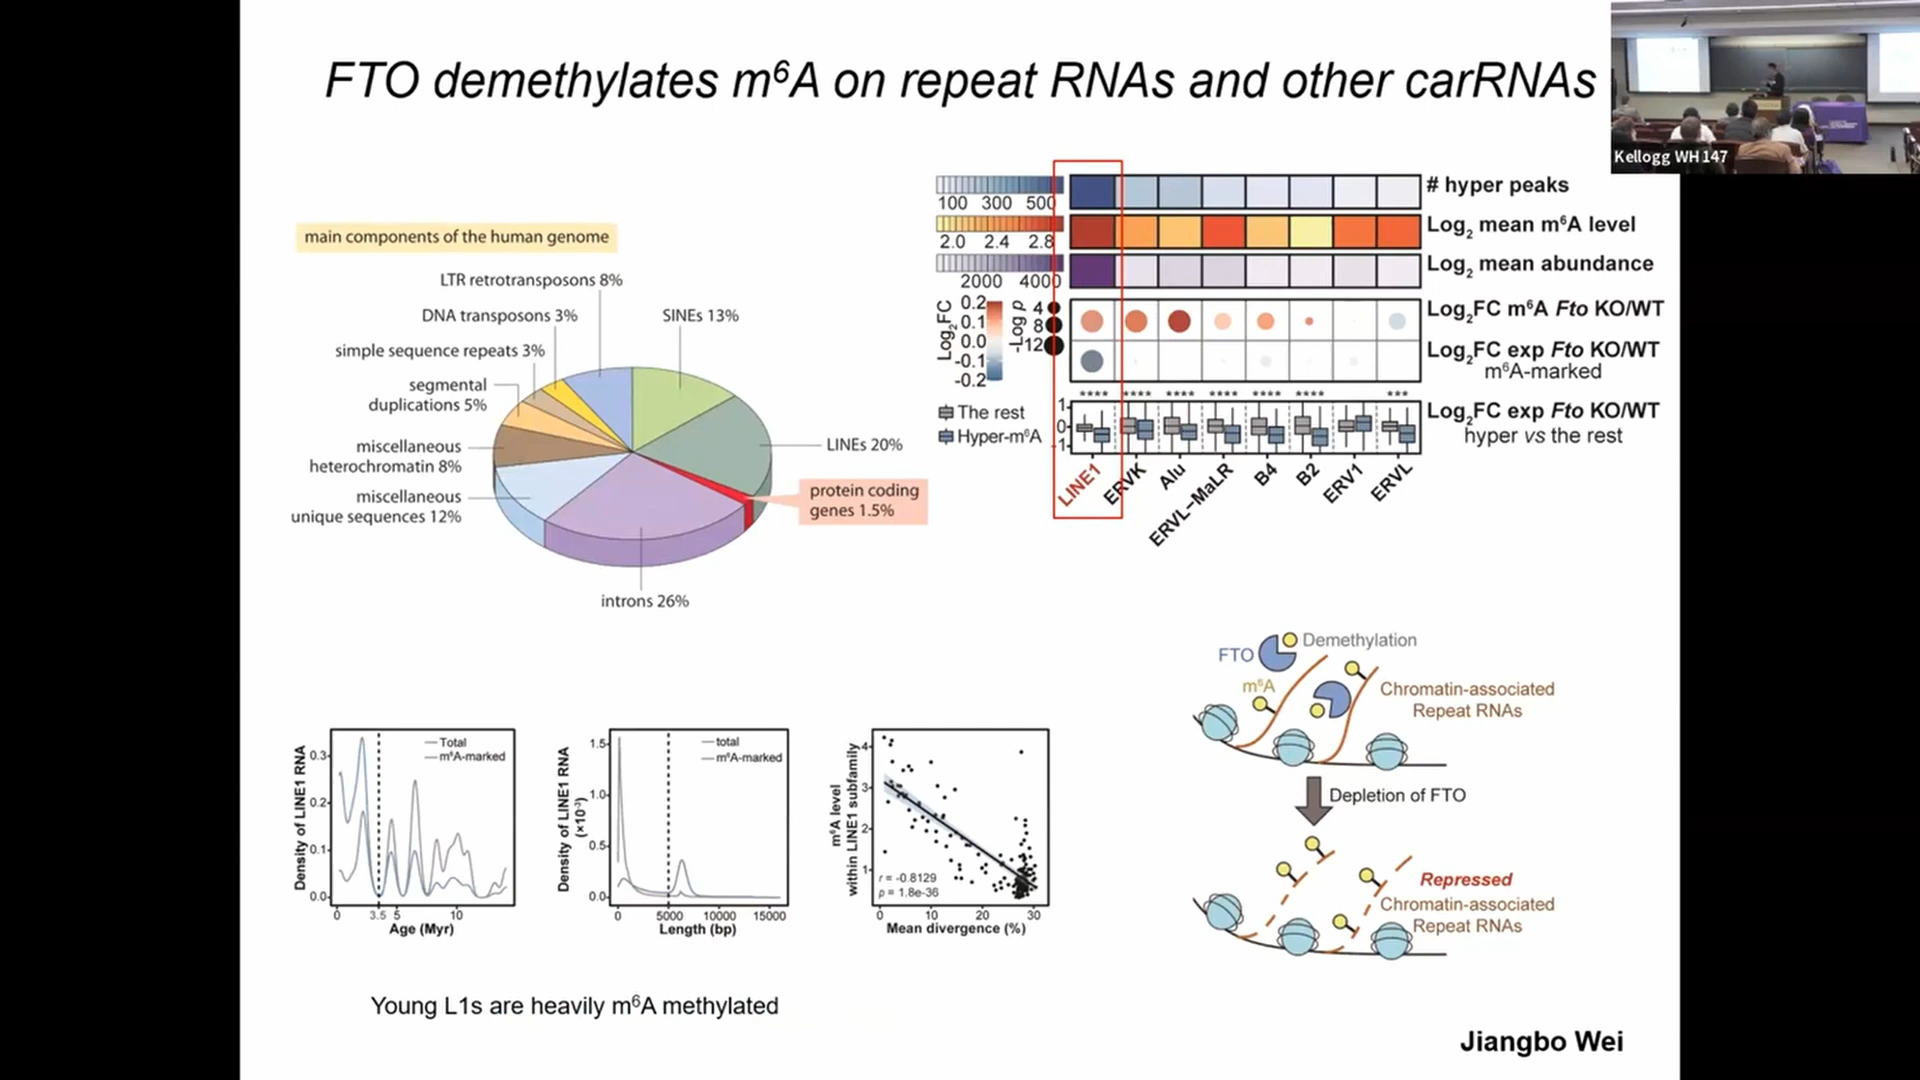 FTO demethylates m⁶A on repeat RNAs and other carRNAs
Kellogg WH 147
main components of the human genome
LTR retrotransposons 8%
DNA transposons 3%
SINEs 13%
simple sequence repeats 3%
segmental
duplications 5%
LINEs 20%
miscellaneous
heterochromatin 8%
protein coding
genes 1.5%
miscellaneous
unique sequences 12%
introns 26%
100 300 500
# hyper peaks
2.0 2.4 2.8
Log₂ mean m⁶A level
2000 4000
Log₂ mean abundance
Log₂FC
0.2
0.1
0.0
-0.1
-0.2
-Log p
4
8
12
Log₂FC m⁶A Fto KO/WT
Log₂FC exp Fto KO/WT
m⁶A-marked
**** **** **** **** **** **** ***
The rest
Hyper-m⁶A
1
0
-1
Log₂FC exp Fto KO/WT
hyper vs the rest
LINE1 ERVK Alu ERVL-MaLR B4 B2 ERV1 ERVL
Density of LINE1 RNA
0.3
0.2
0.1
0.0
Total
m⁶A-marked
0 3.5 5 10
Age (Myr)
Density of LINE1 RNA
(×10⁻³)
1.5
1.0
0.5
0.0
total
m⁶A-marked
0 5000 10000 15000
Length (bp)
m⁶A level
within LINE1 subfamily
4
3
2
1
r = -0.8129
p = 1.8e-36
0 10 20 30
Mean divergence (%)
Young L1s are heavily m⁶A methylated
Demethylation
FTO
m⁶A
Chromatin-associated
Repeat RNAs
Depletion of FTO
Repressed
Chromatin-associated
Repeat RNAs
Jiangbo Wei